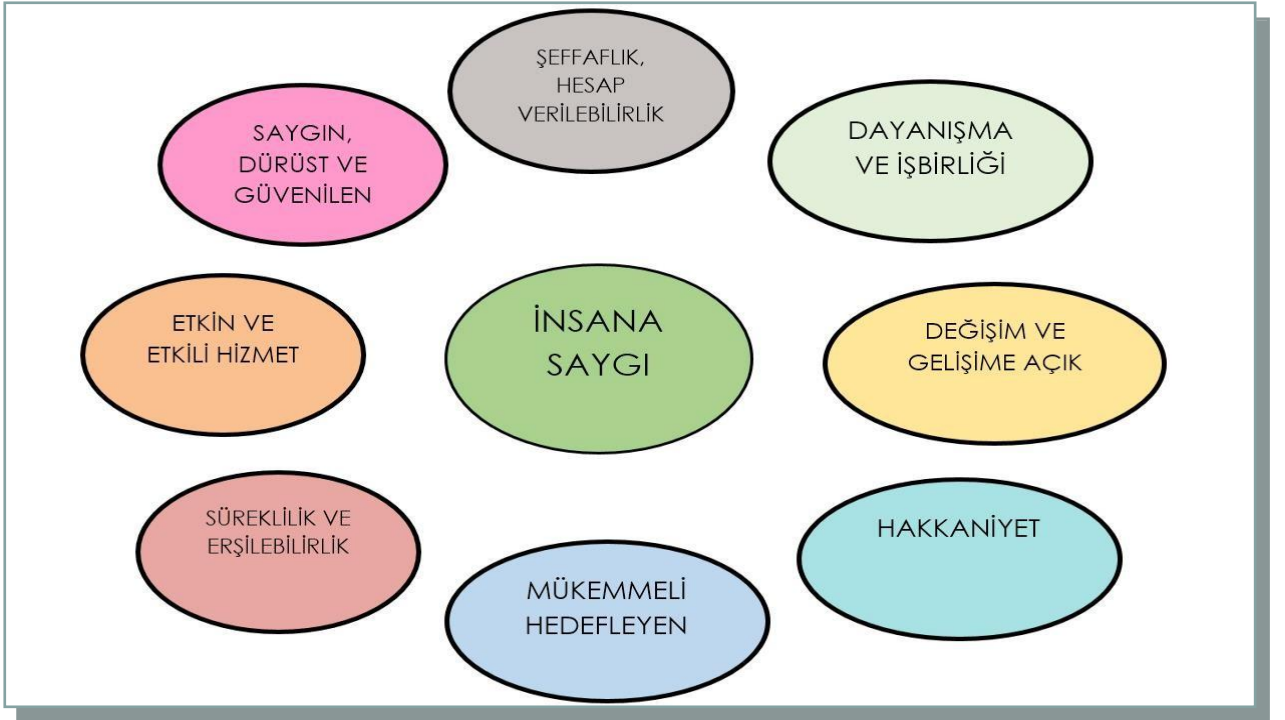 ŞEFFAFLIK,
HESAP
VERİLEBİLİRLİK
SAYGIN,
DÜRÜST VE
GÜVENİLEN
DAYANIŞMA
VE İŞBİRLİĞİ
ETKİN VE
ETKİLİ HİZMET
İNSANA
SAYGI
DEĞİŞİM VE
GELİŞİME AÇIK
SÜREKLİLİK VE
ERŞİLEBİLİRLİK
MÜKEMMELİ
HEDEFLEYEN
HAKKANİYET